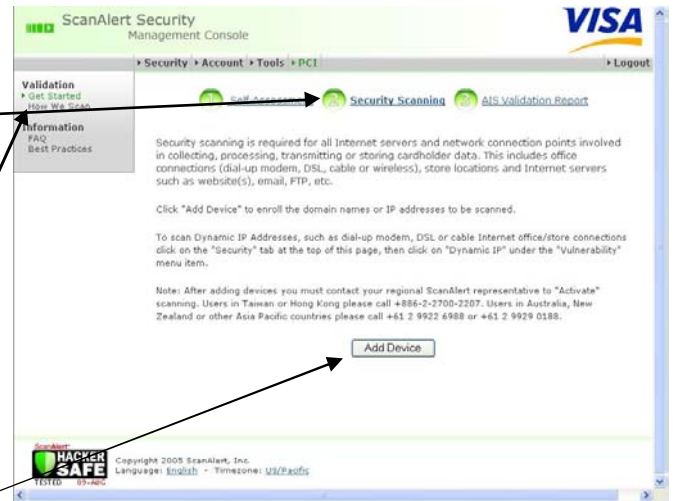 ScanAlert Security
Management Console
VISA
Security Account Tools PCI Logout
Validation
Get Started
How We Scan
Information
FAQ
Best Practices
1 Self Assessment 2 Security Scanning 3 AIS Validation Report
Security scanning is required for all Internet servers and network connection points involved
in collecting, processing, transmitting or storing cardholder data. This includes office
connections (dial-up modem, DSL, cable or wireless), store locations and Internet servers
such as website(s), email, FTP, etc.
Click "Add Device" to enroll the domain names or IP addresses to be scanned.
To scan Dynamic IP Addresses, such as dial-up modem, DSL or cable Internet office/store connections
click on the "Security" tab at the top of this page, then click on "Dynamic IP" under the "Vulnerability"
menu item.
Note: After adding devices you must contact your regional ScanAlert representative to "Activate"
scanning. Users in Taiwan or Hong Kong please call +886-2-2700-2207. Users in Australia, New
Zealand or other Asia Pacific countries please call +61 2 9922 6988 or +61 2 9929 0188.
Add Device
ScanAlert
HACKER
SAFE
TESTED 09-AUG
Copyright 2005 ScanAlert, Inc.
Language: English - Timezone: US/Pacific